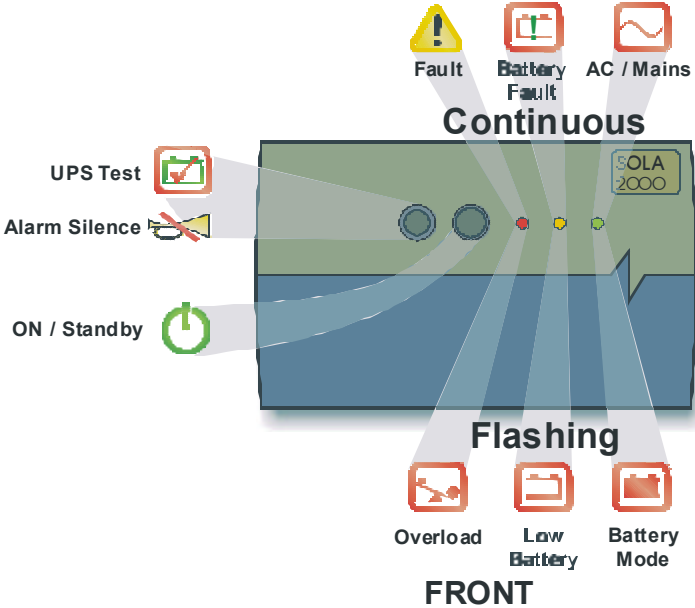 Fault
Battery
Fault
AC / Mains
Continuous
UPS Test
SOLA
2000
Alarm Silence
ON / Standby
Flashing
Overload
Low
Battery
Battery
Mode
FRONT